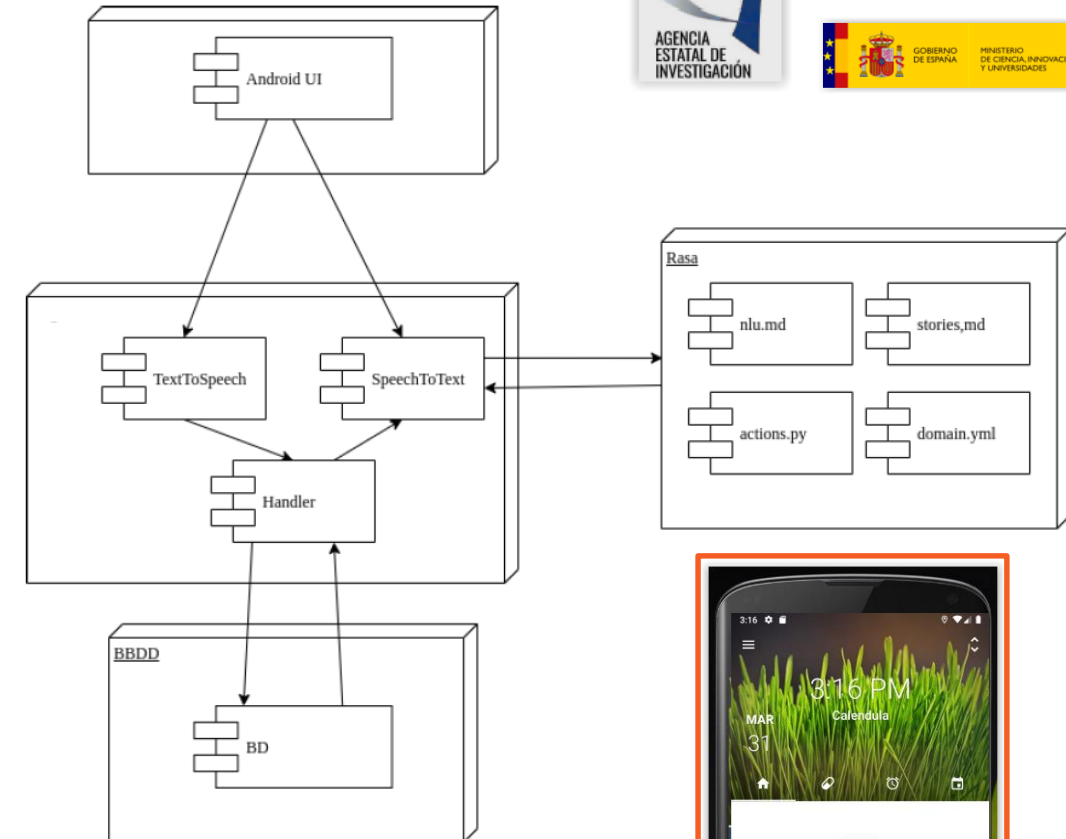 Android UI
AGENCIA
ESTATAL DE
INVESTIGACIÓN
GOBIERNO
DE ESPAÑA
MINISTERIO
DE CIENCIA, INNOVACI
Y UNIVERSIDADES
TextToSpeech
SpeechToText
Handler
Rasa
nlu.md
stories,md
actions.py
domain.yml
BBDD
BD
3:16
3:16 PM
Calendula
MAR
31